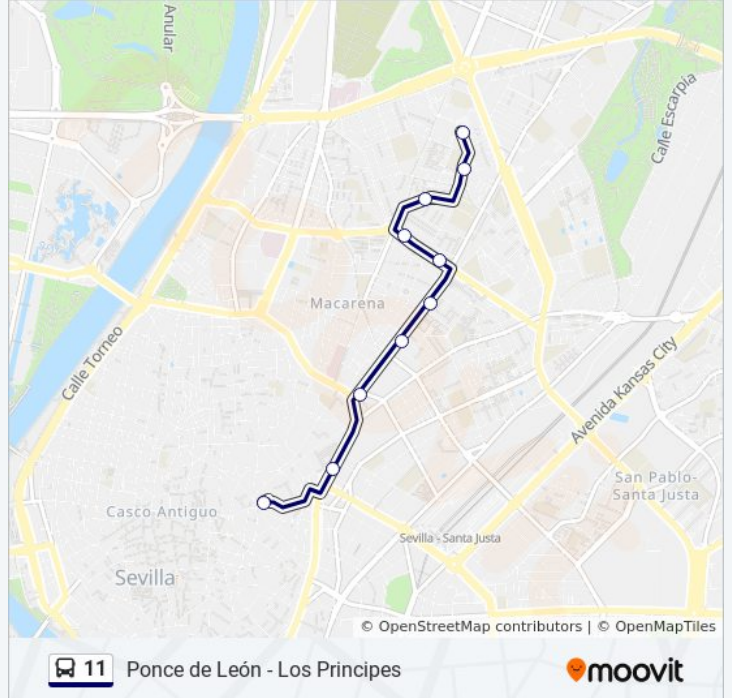 Anular
Calle Escarpia
Macarena
Calle Torneo
Avenida Kansas City
San Pablo-
Santa Justa
Casco Antiguo
Sevilla - Santa Justa
Sevilla
© OpenStreetMap contributors | © OpenMapTiles
11 Ponce de León - Los Principes
moovit